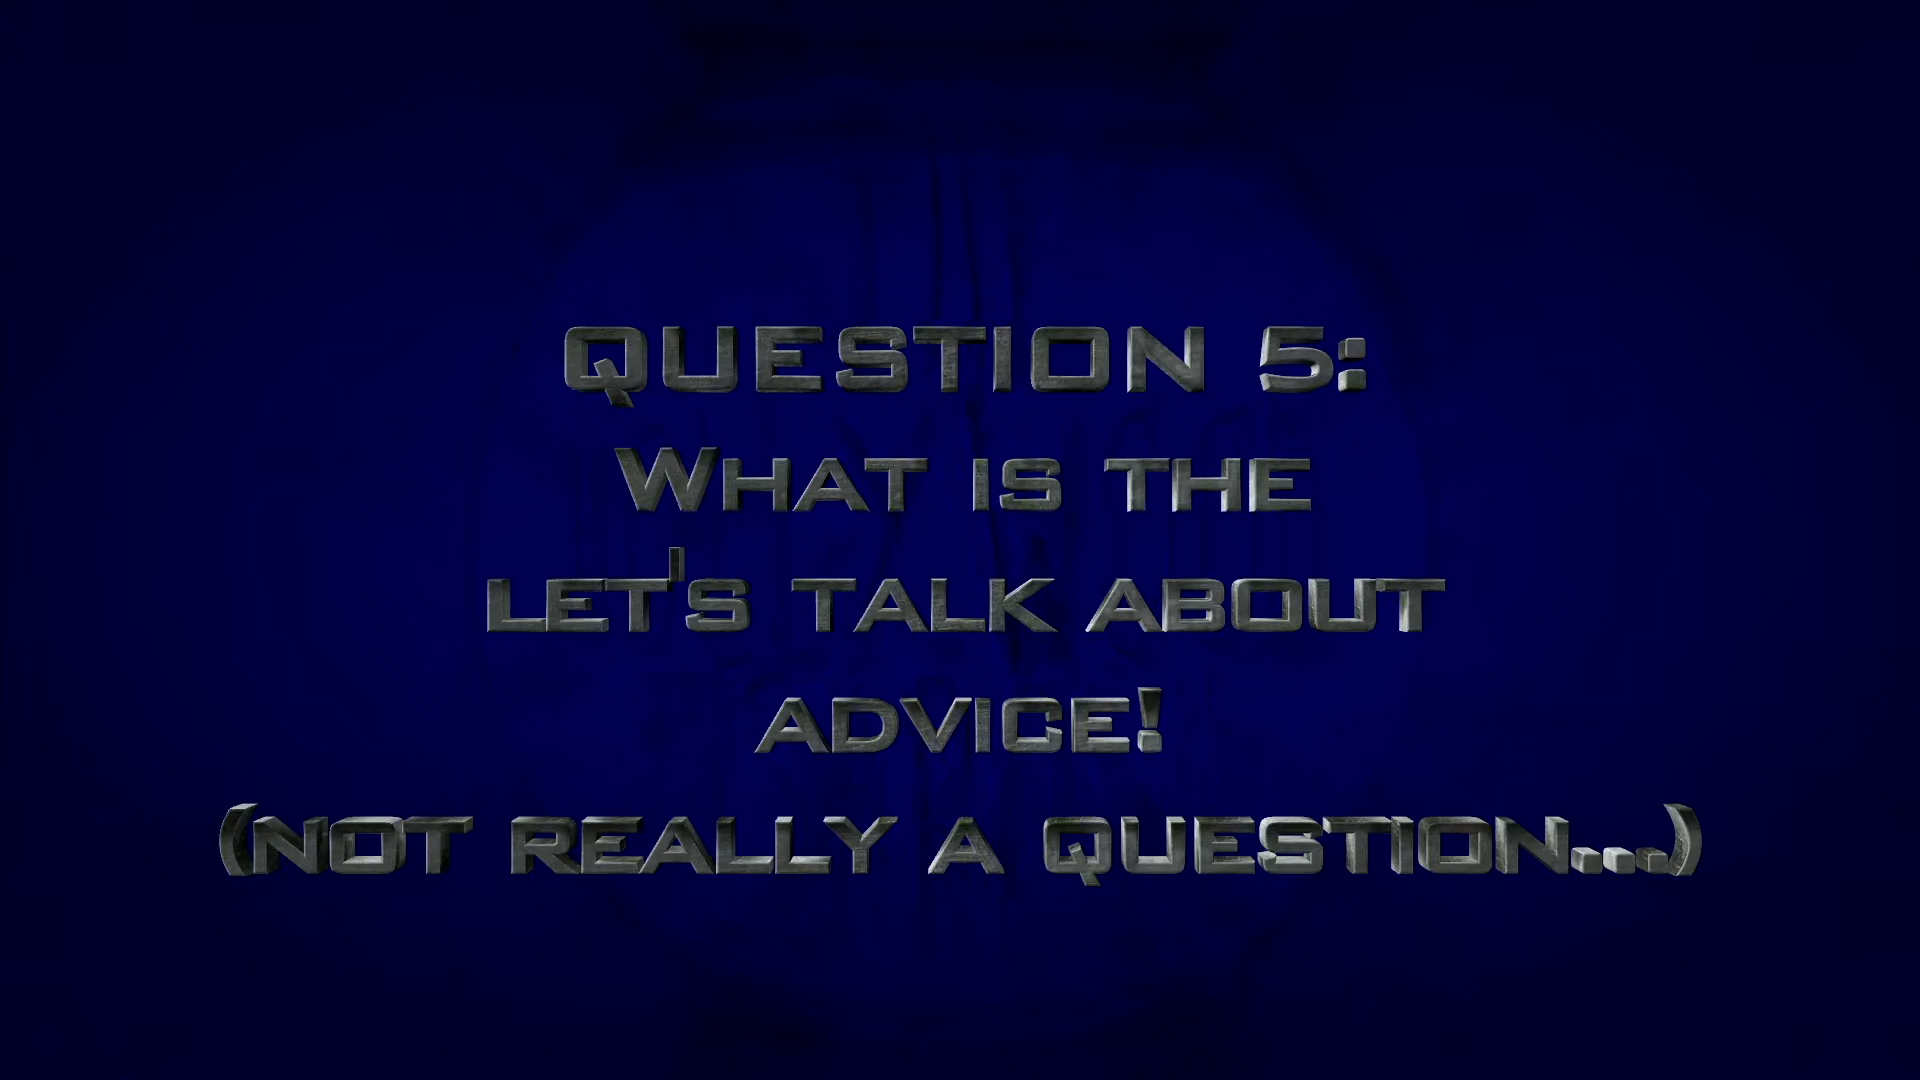 QUESTION 5:
WHAT IS THE
LET'S TALK ABOUT
ADVICE!
(NOT REALLY A QUESTION...)